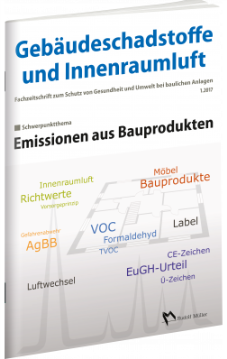 Gebäudeschadstoffe
und Innenraumluft
Fachzeitschrift zum Schutz von Gesundheit und Umwelt bei baulichen Anlagen
1.2017
Schwerpunktthema
Emissionen aus Bauprodukten
Innenraumluft
Möbel
Richtwerte
Bauprodukte
AgBB
VOC
Label
Formaldehyd
TVOC
CE-Zeichen
EuGH-Urteil
Luftwechsel
Ü-Zeichen
Rudolf Müller